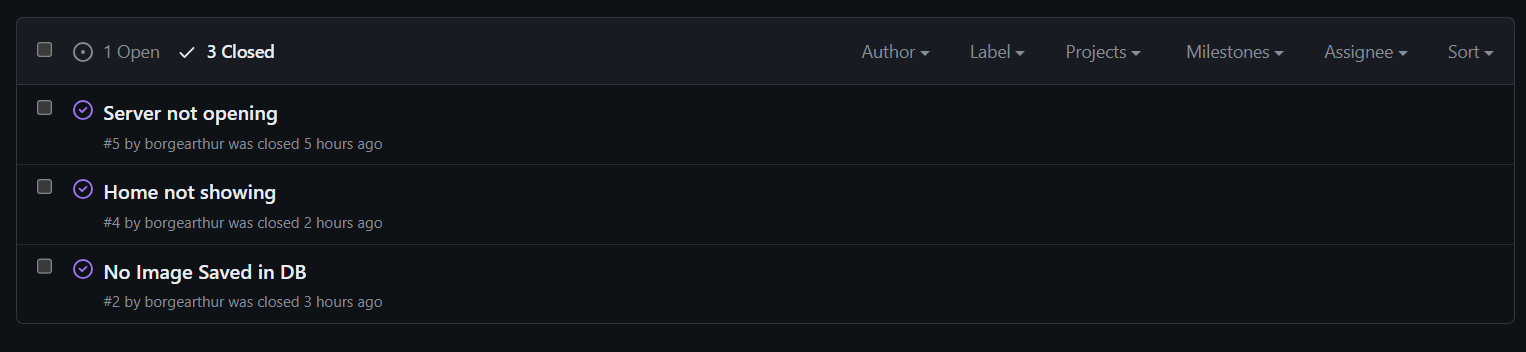 1 Open 3 Closed Author Label Projects Milestones Assignee Sort
Server not opening
#5 by borgearthur was closed 5 hours ago
Home not showing
#4 by borgearthur was closed 2 hours ago
No Image Saved in DB
#2 by borgearthur was closed 3 hours ago